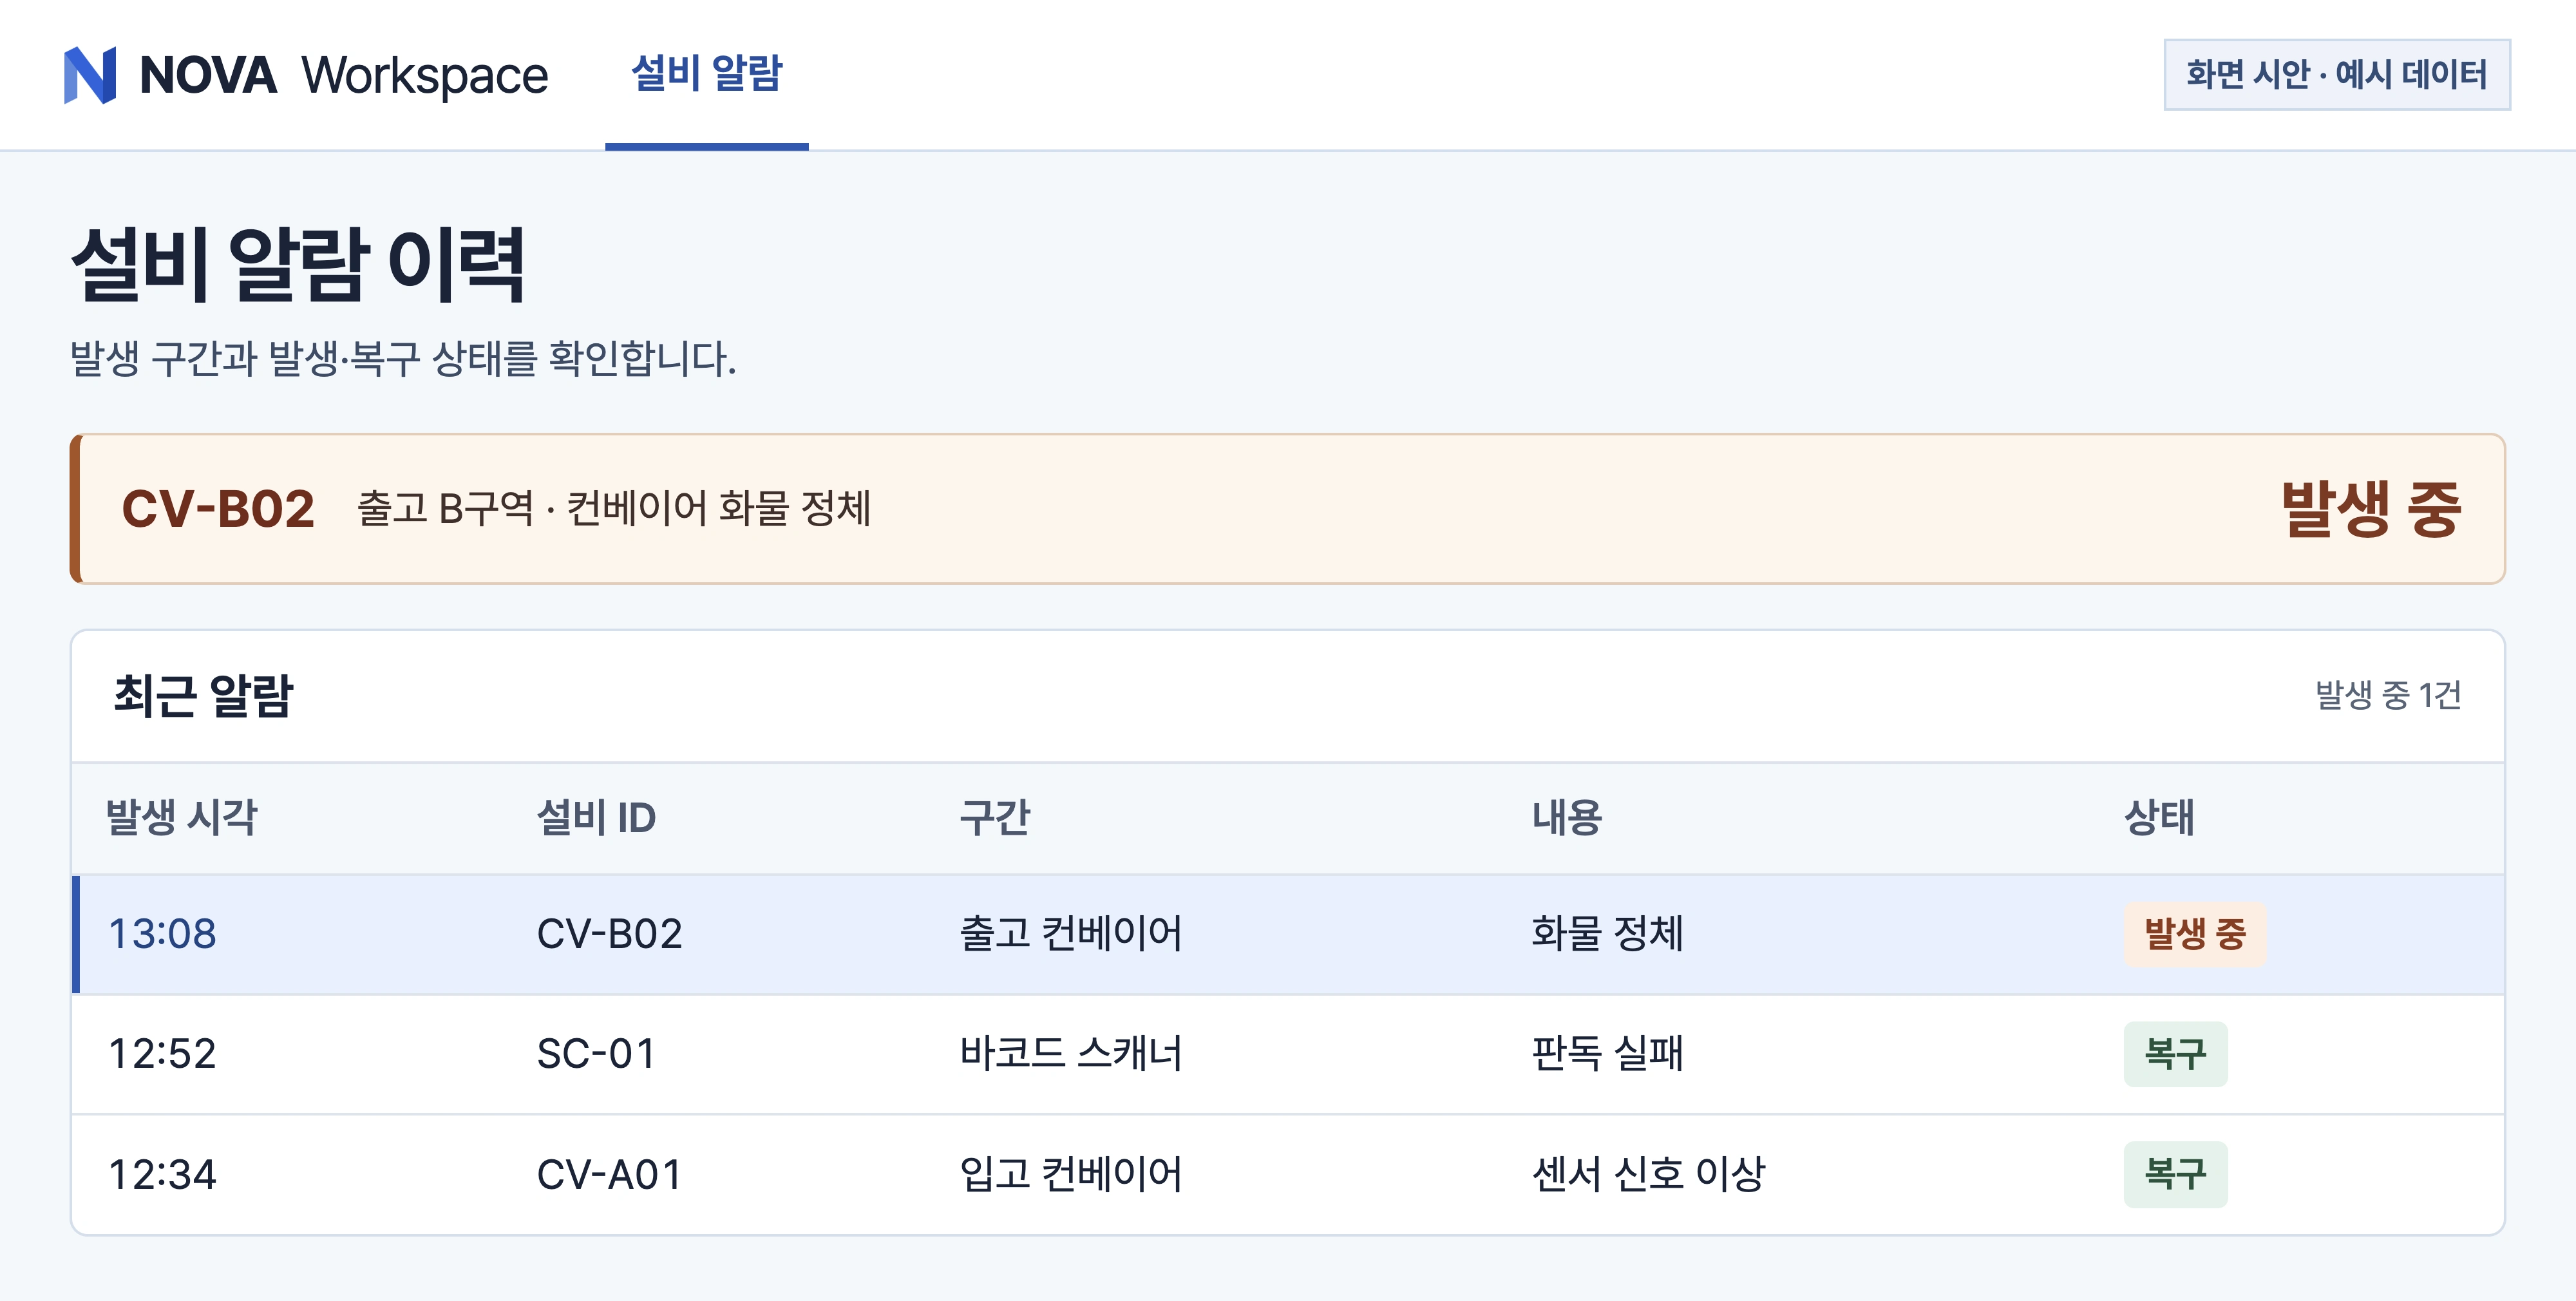 NOVA Workspace 설비 알람 화면 시안 · 예시 데이터
설비 알람 이력
발생 구간과 발생·복구 상태를 확인합니다.
CV-B02 출고 B구역 · 컨베이어 화물 정체 발생 중
최근 알람 발생 중 1건
발생 시각 설비 ID 구간 내용 상태
13:08 CV-B02 출고 컨베이어 화물 정체 발생 중
12:52 SC-01 바코드 스캐너 판독 실패 복구
12:34 CV-A01 입고 컨베이어 센서 신호 이상 복구